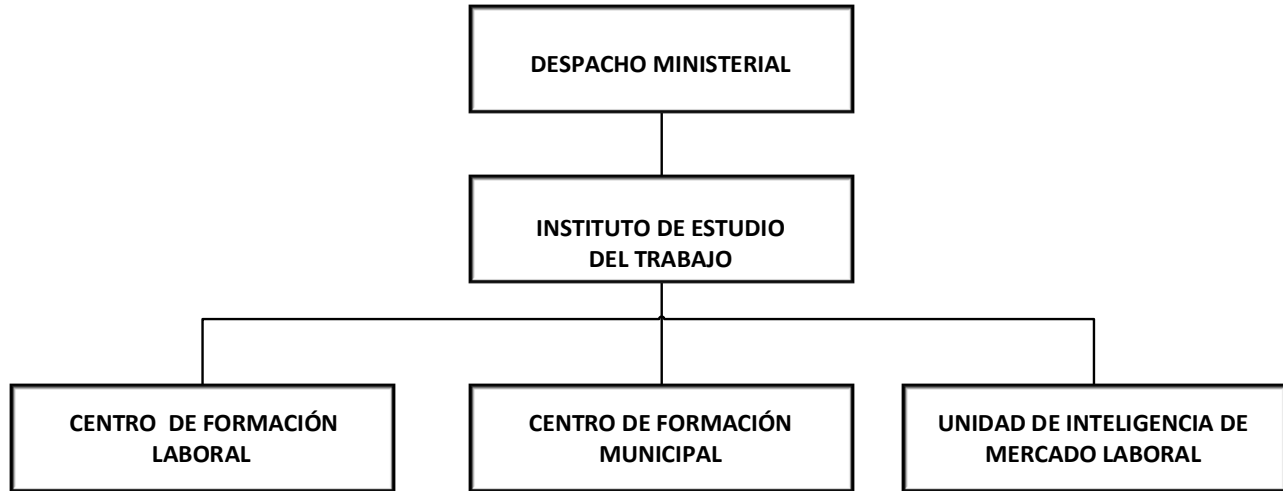 DESPACHO MINISTERIAL
INSTITUTO DE ESTUDIO
DEL TRABAJO
CENTRO DE FORMACIÓN
LABORAL
CENTRO DE FORMACIÓN
MUNICIPAL
UNIDAD DE INTELIGENCIA DE
MERCADO LABORAL